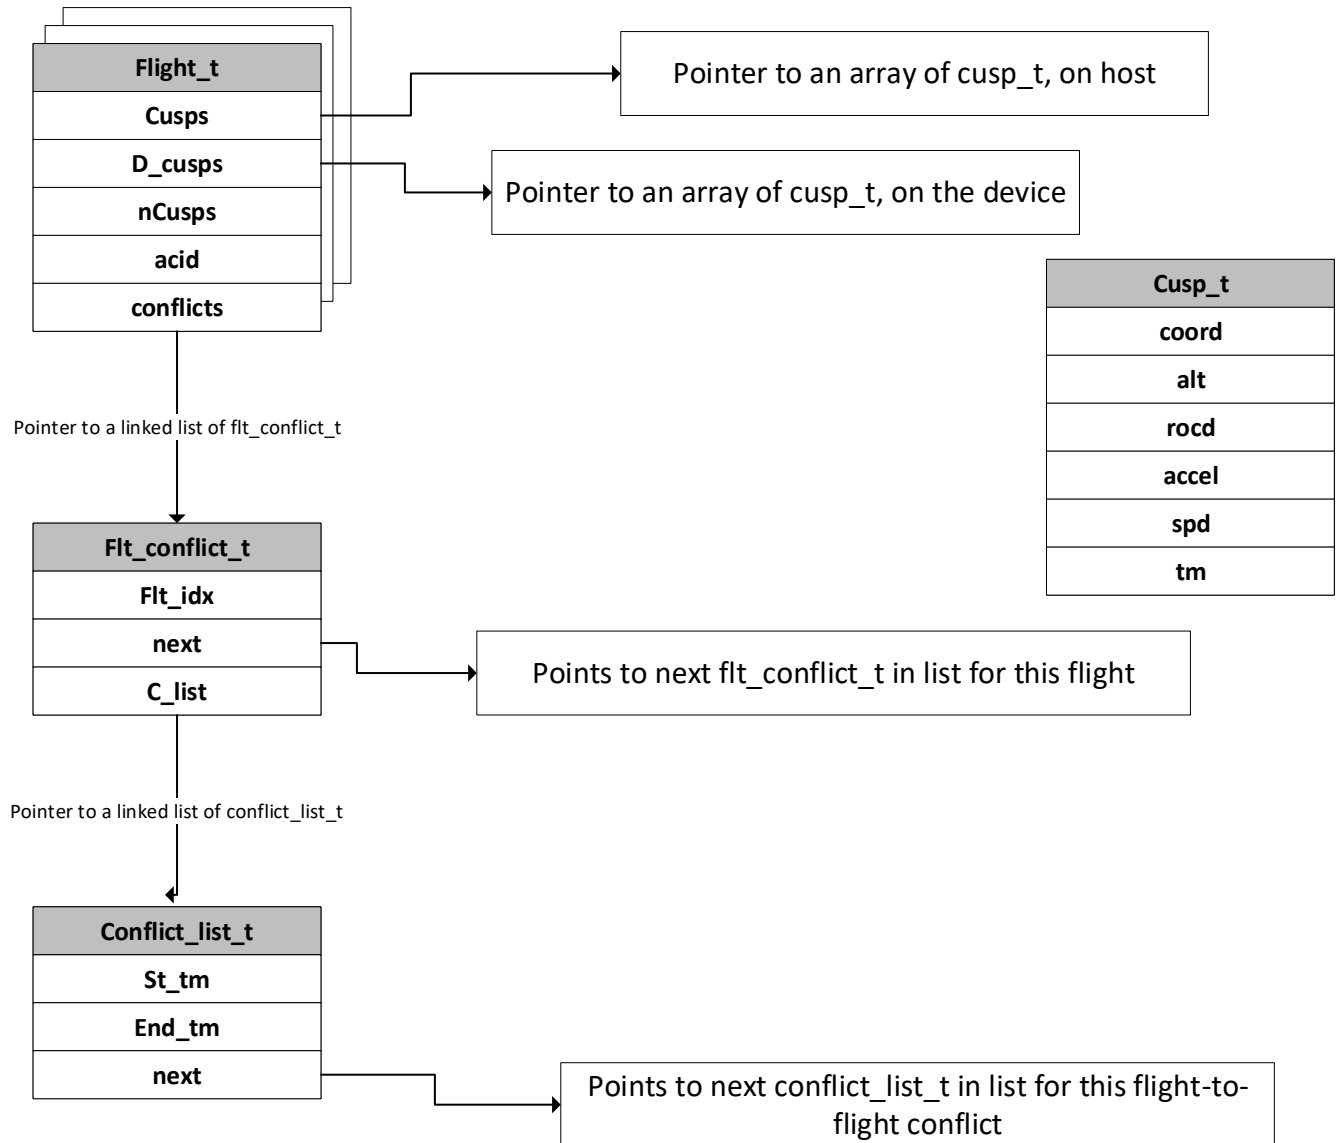 Flight_t
Cusps
D_cusps
nCusps
acid
conflicts
Pointer to an array of cusp_t, on host
Pointer to an array of cusp_t, on the device
Cusp_t
coord
alt
rocd
accel
spd
tm
Pointer to a linked list of flt_conflict_t
Flt_conflict_t
Flt_idx
next
C_list
Points to next flt_conflict_t in list for this flight
Pointer to a linked list of conflict_list_t
Conflict_list_t
St_tm
End_tm
next
Points to next conflict_list_t in list for this flight-to-
flight conflict